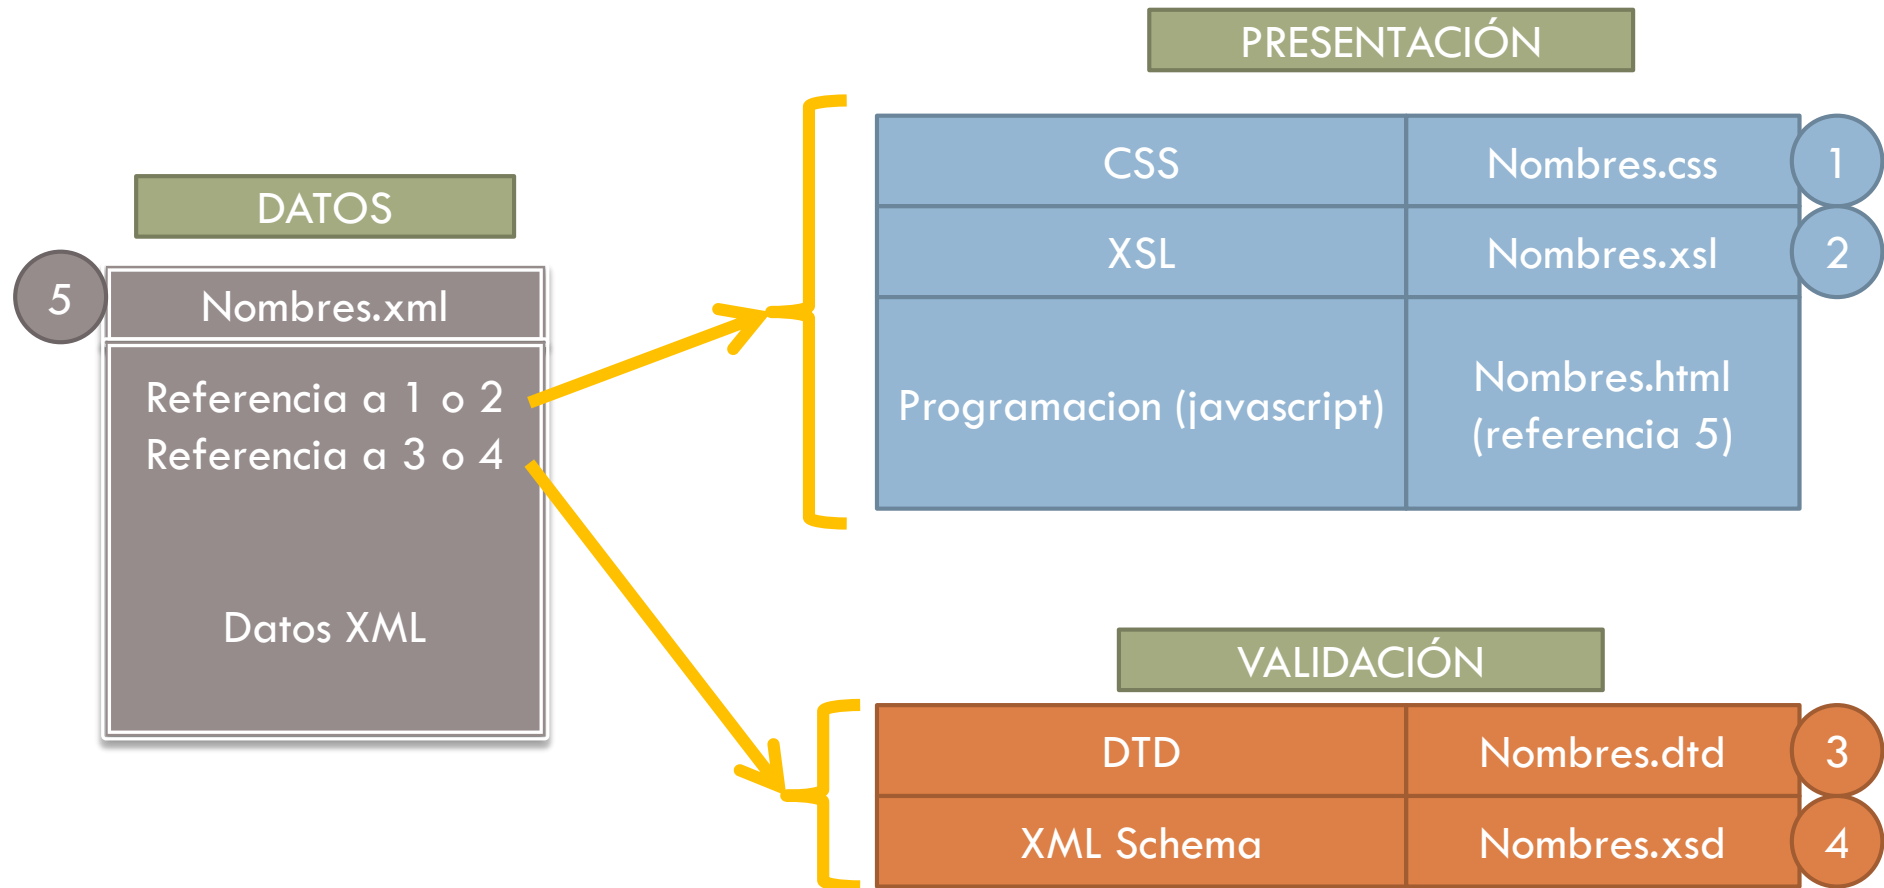 PRESENTACIÓN
CSS
Nombres.css
1
XSL
Nombres.xsl
2
Programacion (javascript)
Nombres.html
(referencia 5)
DATOS
5
Nombres.xml
Referencia a 1 o 2
Referencia a 3 o 4
Datos XML
VALIDACIÓN
DTD
Nombres.dtd
3
XML Schema
Nombres.xsd
4